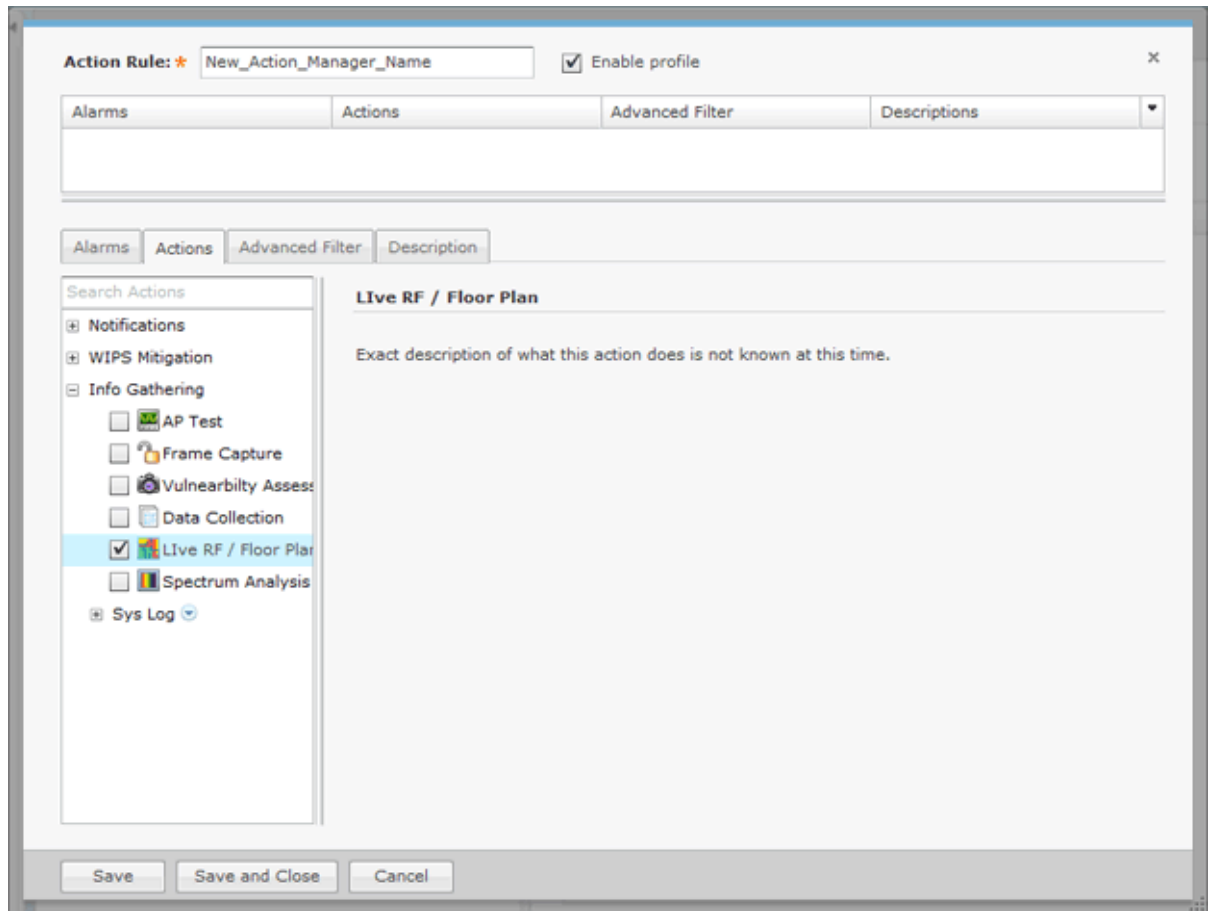 Action Rule: * New_Action_Manager_Name Enable profile ×
Alarms Actions Advanced Filter Descriptions
Alarms Actions Advanced Filter Description
Search Actions
Notifications
WIPS Mitigation
Info Gathering
AP Test
Frame Capture
Vulnearbilty Assess
Data Collection
LIve RF / Floor Plan
Spectrum Analysis
Sys Log
LIve RF / Floor Plan
Exact description of what this action does is not known at this time.
Save Save and Close Cancel